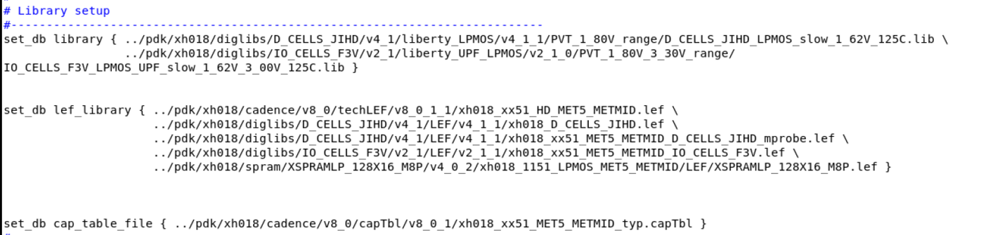 # Library setup
#---------------------------------------------------------------------------
set_db library { ../pdk/xh018/diglibs/D_CELLS_JIHD/v4_1/liberty_LPMOS/v4_1_1/PVT_1_80V_range/D_CELLS_JIHD_LPMOS_slow_1_62V_125C.lib \
../pdk/xh018/diglibs/IO_CELLS_F3V/v2_1/liberty_UPF_LPMOS/v2_1_0/PVT_1_80V_3_30V_range/
IO_CELLS_F3V_LPMOS_UPF_slow_1_62V_3_00V_125C.lib }
set_db lef_library { ../pdk/xh018/cadence/v8_0/techLEF/v8_0_1_1/xh018_xx51_HD_MET5_METMID.lef \
../pdk/xh018/diglibs/D_CELLS_JIHD/v4_1/LEF/v4_1_1/xh018_D_CELLS_JIHD.lef \
../pdk/xh018/diglibs/D_CELLS_JIHD/v4_1/LEF/v4_1_1/xh018_xx51_MET5_METMID_D_CELLS_JIHD_mprobe.lef \
../pdk/xh018/diglibs/IO_CELLS_F3V/v2_1/LEF/v2_1_1/xh018_xx51_MET5_METMID_IO_CELLS_F3V.lef \
../pdk/xh018/spram/XSPRAMLP_128X16_M8P/v4_0_2/xh018_1151_LPMOS_MET5_METMID/LEF/XSPRAMLP_128X16_M8P.lef }
set_db cap_table_file { ../pdk/xh018/cadence/v8_0/capTbl/v8_0_1/xh018_xx51_MET5_METMID_typ.capTbl }